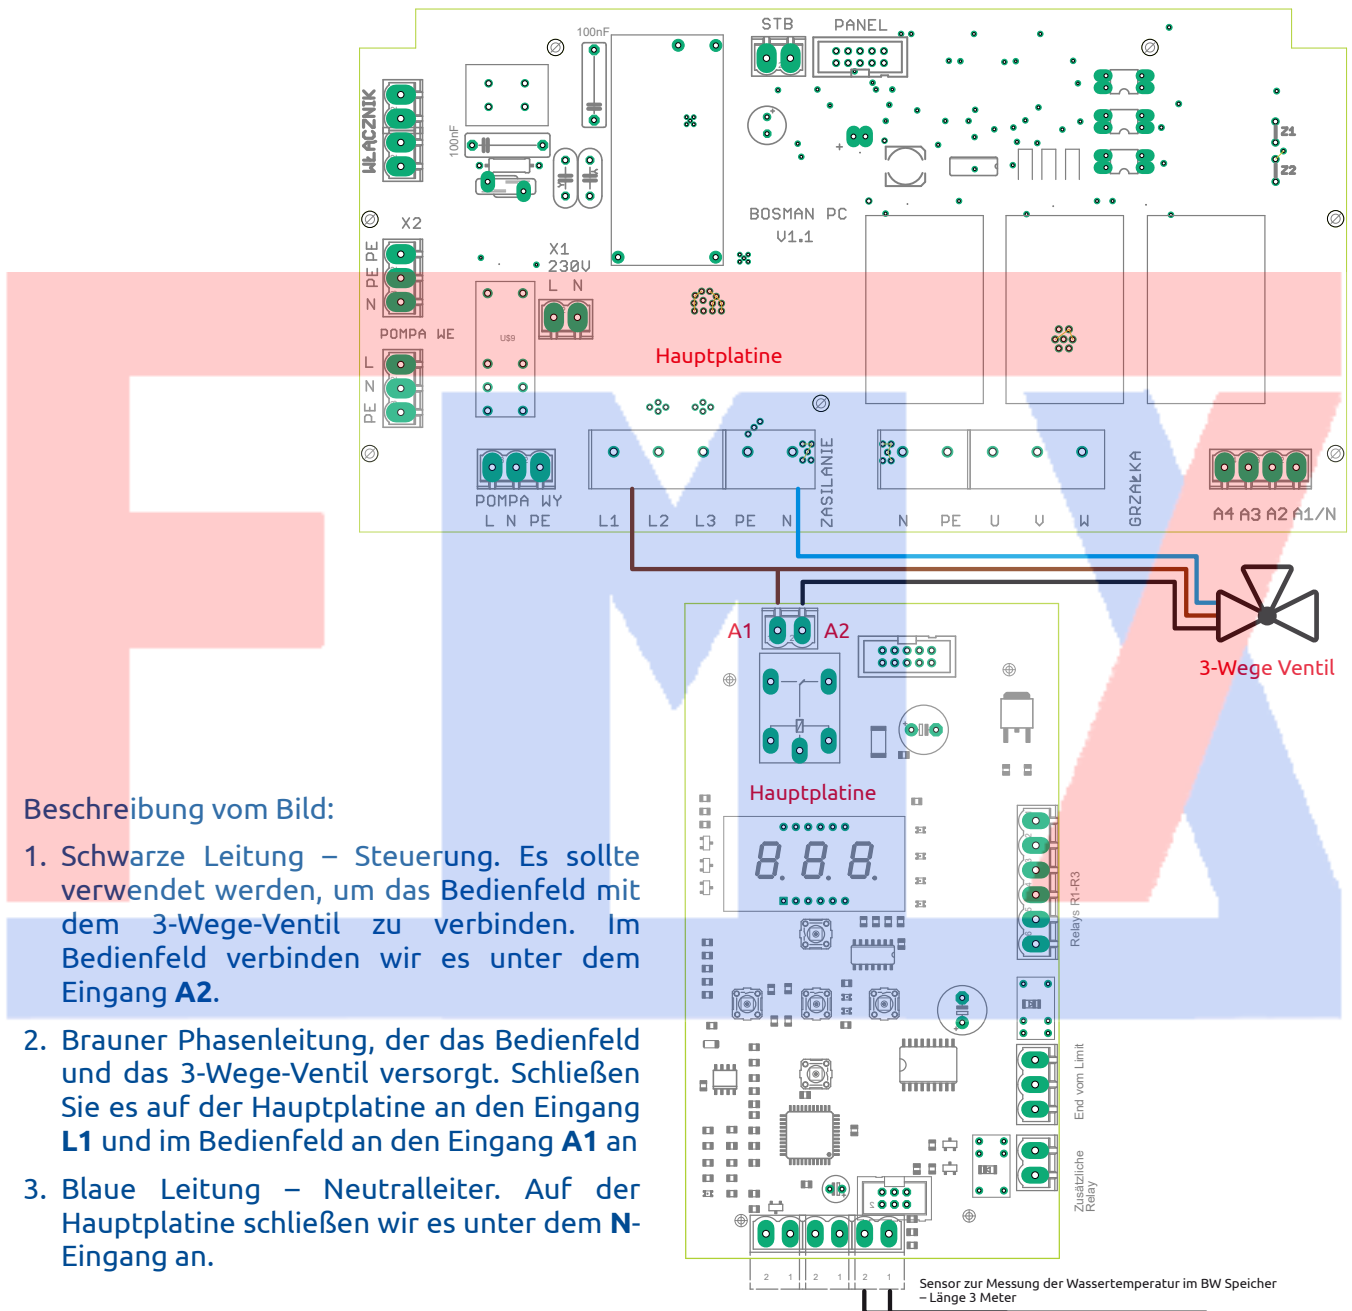 100nF
STB
PANEL
WŁĄCZNIK
100nF
Z1
Z2
BOSMAN PC
V1.1
X2
PE
PE
N
X1
230V
L N
POMPA WE
U$9
Hauptplatine
L
N
PE
POMPA WY
L N PE
L1 L2 L3 PE N
ZASILANIE
N PE U V W
GRZAŁKA
A4 A3 A2 A1/N
A1
A2
3-Wege Ventil
Hauptplatine
8.8.8.
Relays R1-R3
End vom Limit
Zusätzliche
Relay
Beschreibung vom Bild:
1. Schwarze Leitung – Steuerung. Es sollte
verwendet werden, um das Bedienfeld mit
dem 3-Wege-Ventil zu verbinden. Im
Bedienfeld verbinden wir es unter dem
Eingang A2.
2. Brauner Phasenleitung, der das Bedienfeld
und das 3-Wege-Ventil versorgt. Schließen
Sie es auf der Hauptplatine an den Eingang
L1 und im Bedienfeld an den Eingang A1 an
3. Blaue Leitung – Neutralleiter. Auf der
Hauptplatine schließen wir es unter dem N-
Eingang an.
2 1 2 1 2 1
Sensor zur Messung der Wassertemperatur im BW Speicher
– Länge 3 Meter